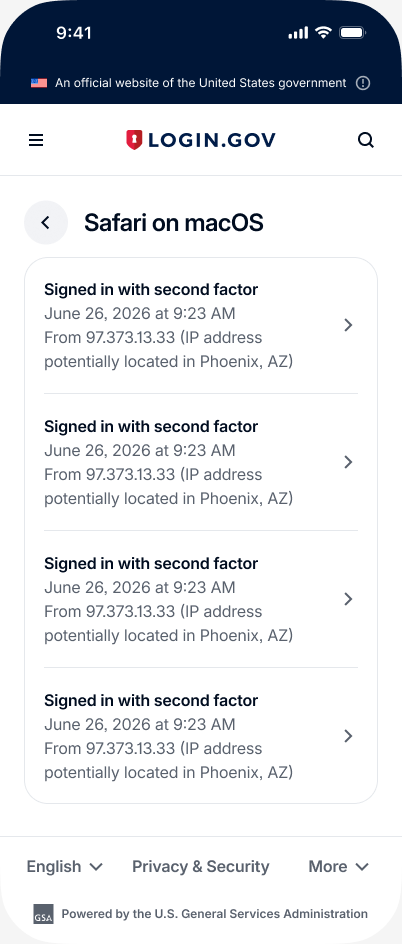 9:41
An official website of the United States government
LOGIN.GOV
Safari on macOS
Signed in with second factor
June 26, 2026 at 9:23 AM
From 97.373.13.33 (IP address
potentially located in Phoenix, AZ)
Signed in with second factor
June 26, 2026 at 9:23 AM
From 97.373.13.33 (IP address
potentially located in Phoenix, AZ)
Signed in with second factor
June 26, 2026 at 9:23 AM
From 97.373.13.33 (IP address
potentially located in Phoenix, AZ)
Signed in with second factor
June 26, 2026 at 9:23 AM
From 97.373.13.33 (IP address
potentially located in Phoenix, AZ)
English Privacy & Security More
GSA Powered by the U.S. General Services Administration